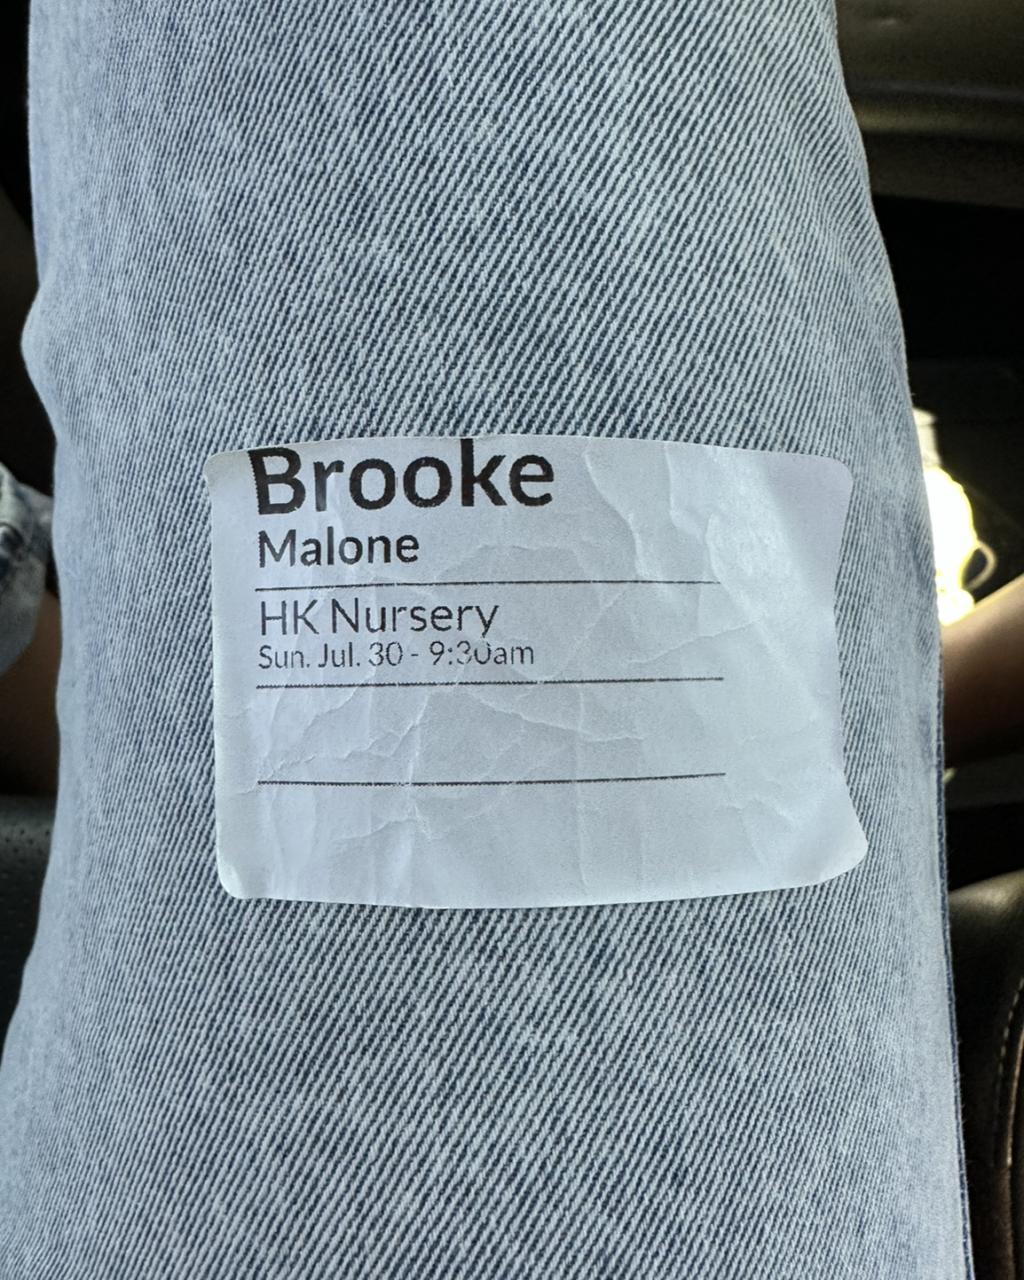 Brooke
Malone
HK Nursery
Sun. Jul. 30 - 9:30am